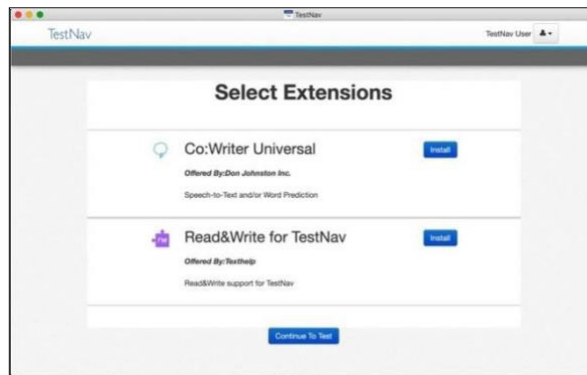 TestNav
TestNav
TestNav User
Select Extensions
Co:Writer Universal
Install
Offered By:Don Johnston Inc.
Speech-to-Text and/or Word Prediction
rw
Read&Write for TestNav
Install
Offered By:Texthelp
Read&Write support for TestNav
Continue To Test